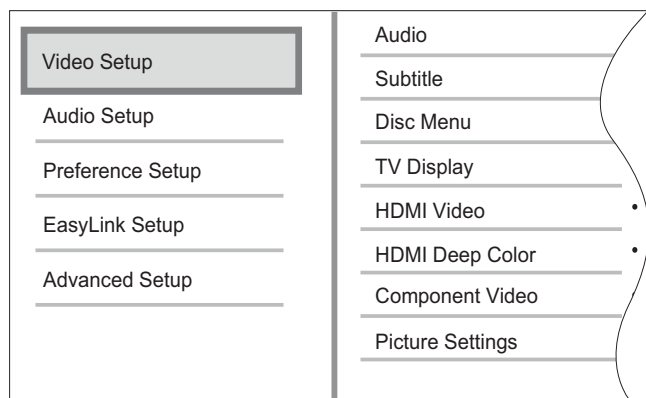 Video Setup
Audio Setup
Preference Setup
EasyLink Setup
Advanced Setup
Audio
Subtitle
Disc Menu
TV Display
HDMI Video
HDMI Deep Color
Component Video
Picture Settings